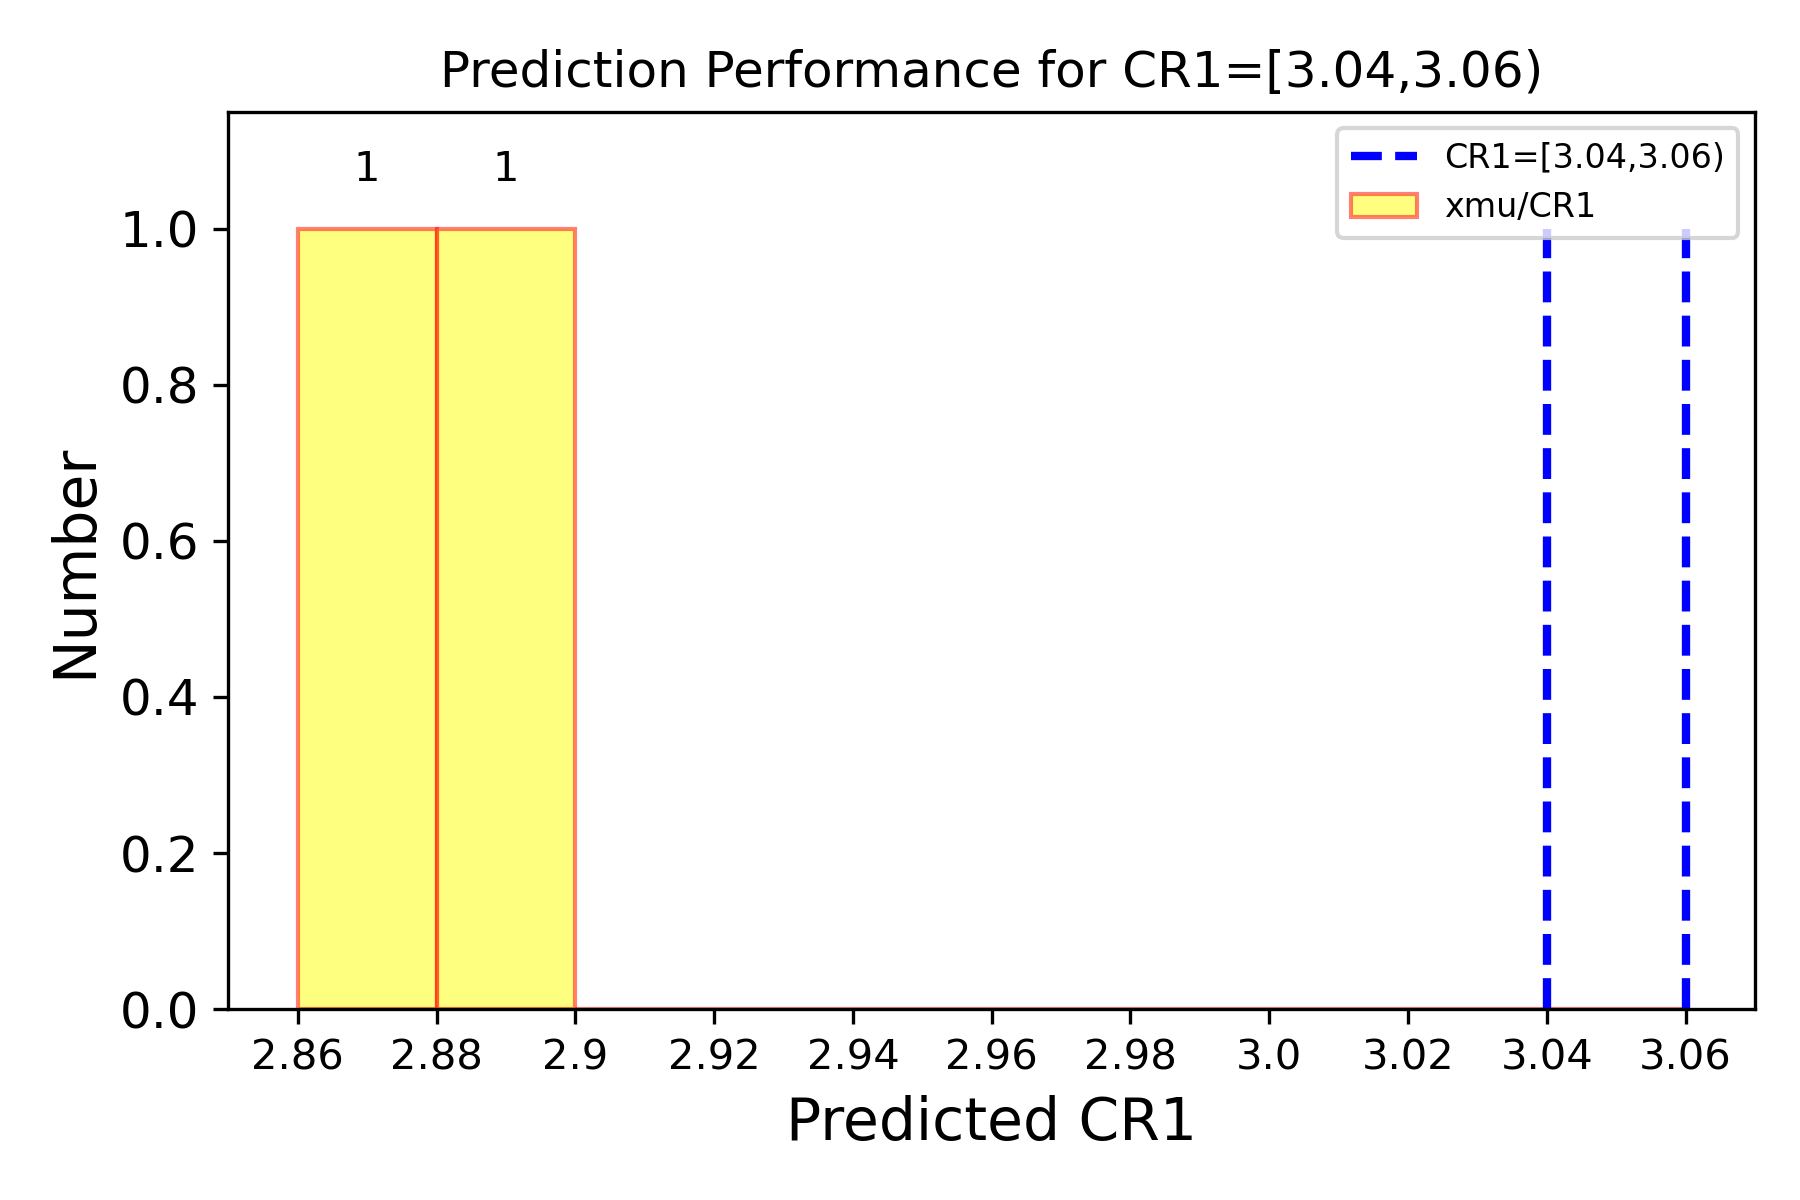 Prediction Performance for CR1=[3.04,3.06)
1 1
CR1=[3.04,3.06)
xmu/CR1
1.0
0.8
0.6
0.4
0.2
0.0
Number
2.86 2.88 2.9 2.92 2.94 2.96 2.98 3.0 3.02 3.04 3.06
Predicted CR1